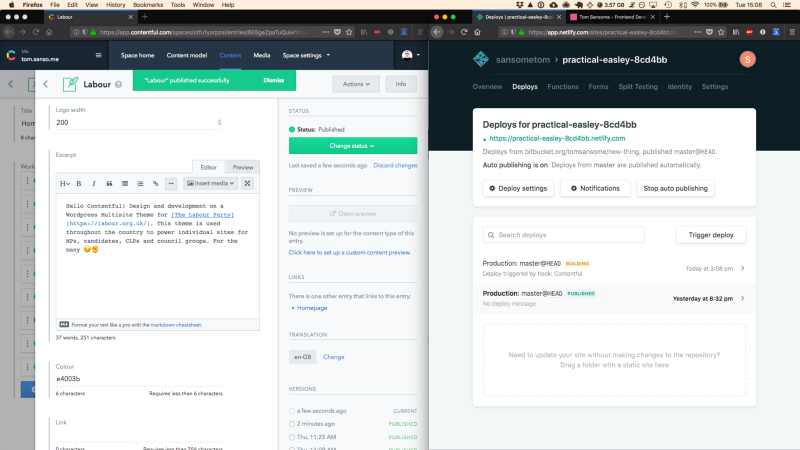 Firefox File Edit View History Bookmarks Tools Window Help
3.57 GB
100%
Tue 15:08
Labour
https://app.contentful.com/spaces
Me
tom.sanso.me
Space home Content model Content Media Space settings
Labour
"Labour" published successfully Dismiss
Actions Info
Title
Hom
Work
Logo width
200
Excerpt
Editor Preview
H B I
Insert media
Hello Contentful! Design and development on a
Wordpress Multisite Theme for [The Labour Party]
(https://labour.org.uk/). This theme is used
throughout the country to power individual sites for
MPs, candidates, CLPs and council groups. For the
many
Format your text like a pro with the markdown cheatsheet.
37 words, 251 characters
Colour
e4003b
6 characters Requires less than 6 characters
Link
0 characters Requires less than 256 characters
STATUS
Status: Published
Change status
Last saved a few seconds ago Discard changes
PREVIEW
Open preview
No preview is set up for the content type of this
entry.
Click here to set up a custom content preview.
LINKS
There is one other entry that links to this entry:
Homepage
TRANSLATION
en-GB Change
VERSIONS
a few seconds ago CURRENT
2 minutes ago PUBLISHED
Thu, 11:25 AM PUBLISHED
Thu, 11:09 AM PUBLISHED
Deploys | practical-easley-8cd4bb
Tom Sansome - Frontend Deve
https://app.netlify.com/sites/practical-easley-8cd4bb
sansometom > practical-easley-8cd4bb
S
Overview Deploys Functions Forms Split Testing Identity Settings
Deploys for practical-easley-8cd4bb
https://practical-easley-8cd4bb.netlify.com
Deploys from bitbucket.org/tomsansome/new-thing, published master@HEAD.
Auto publishing is on. Deploys from master are published automatically.
Deploy settings Notifications Stop auto publishing
Search deploys Trigger deploy
Production: master@HEAD BUILDING
Deploy triggered by hook: Contentful
Today at 3:08 pm
Production: master@HEAD PUBLISHED
No deploy message
Yesterday at 8:32 pm
Need to update your site without making changes to the repository?
Drag a folder with a static site here